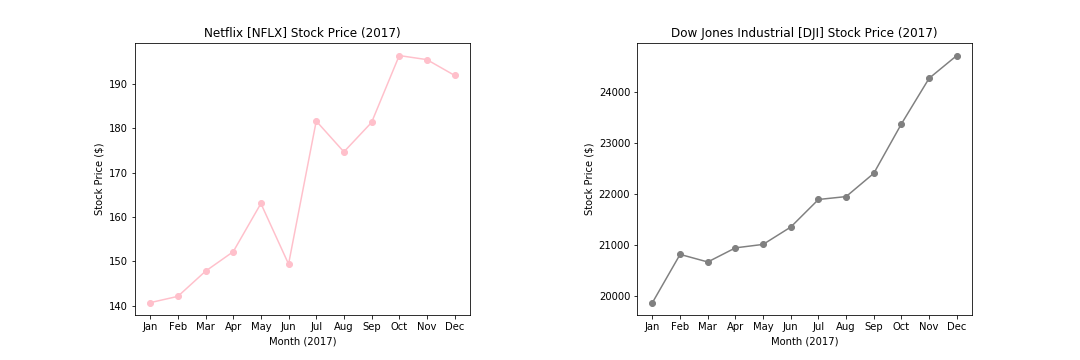 Netflix [NFLX] Stock Price (2017)
Stock Price ($)
190
180
170
160
150
140
Jan Feb Mar Apr May Jun Jul Aug Sep Oct Nov Dec
Month (2017)
Dow Jones Industrial [DJI] Stock Price (2017)
Stock Price ($)
24000
23000
22000
21000
20000
Jan Feb Mar Apr May Jun Jul Aug Sep Oct Nov Dec
Month (2017)